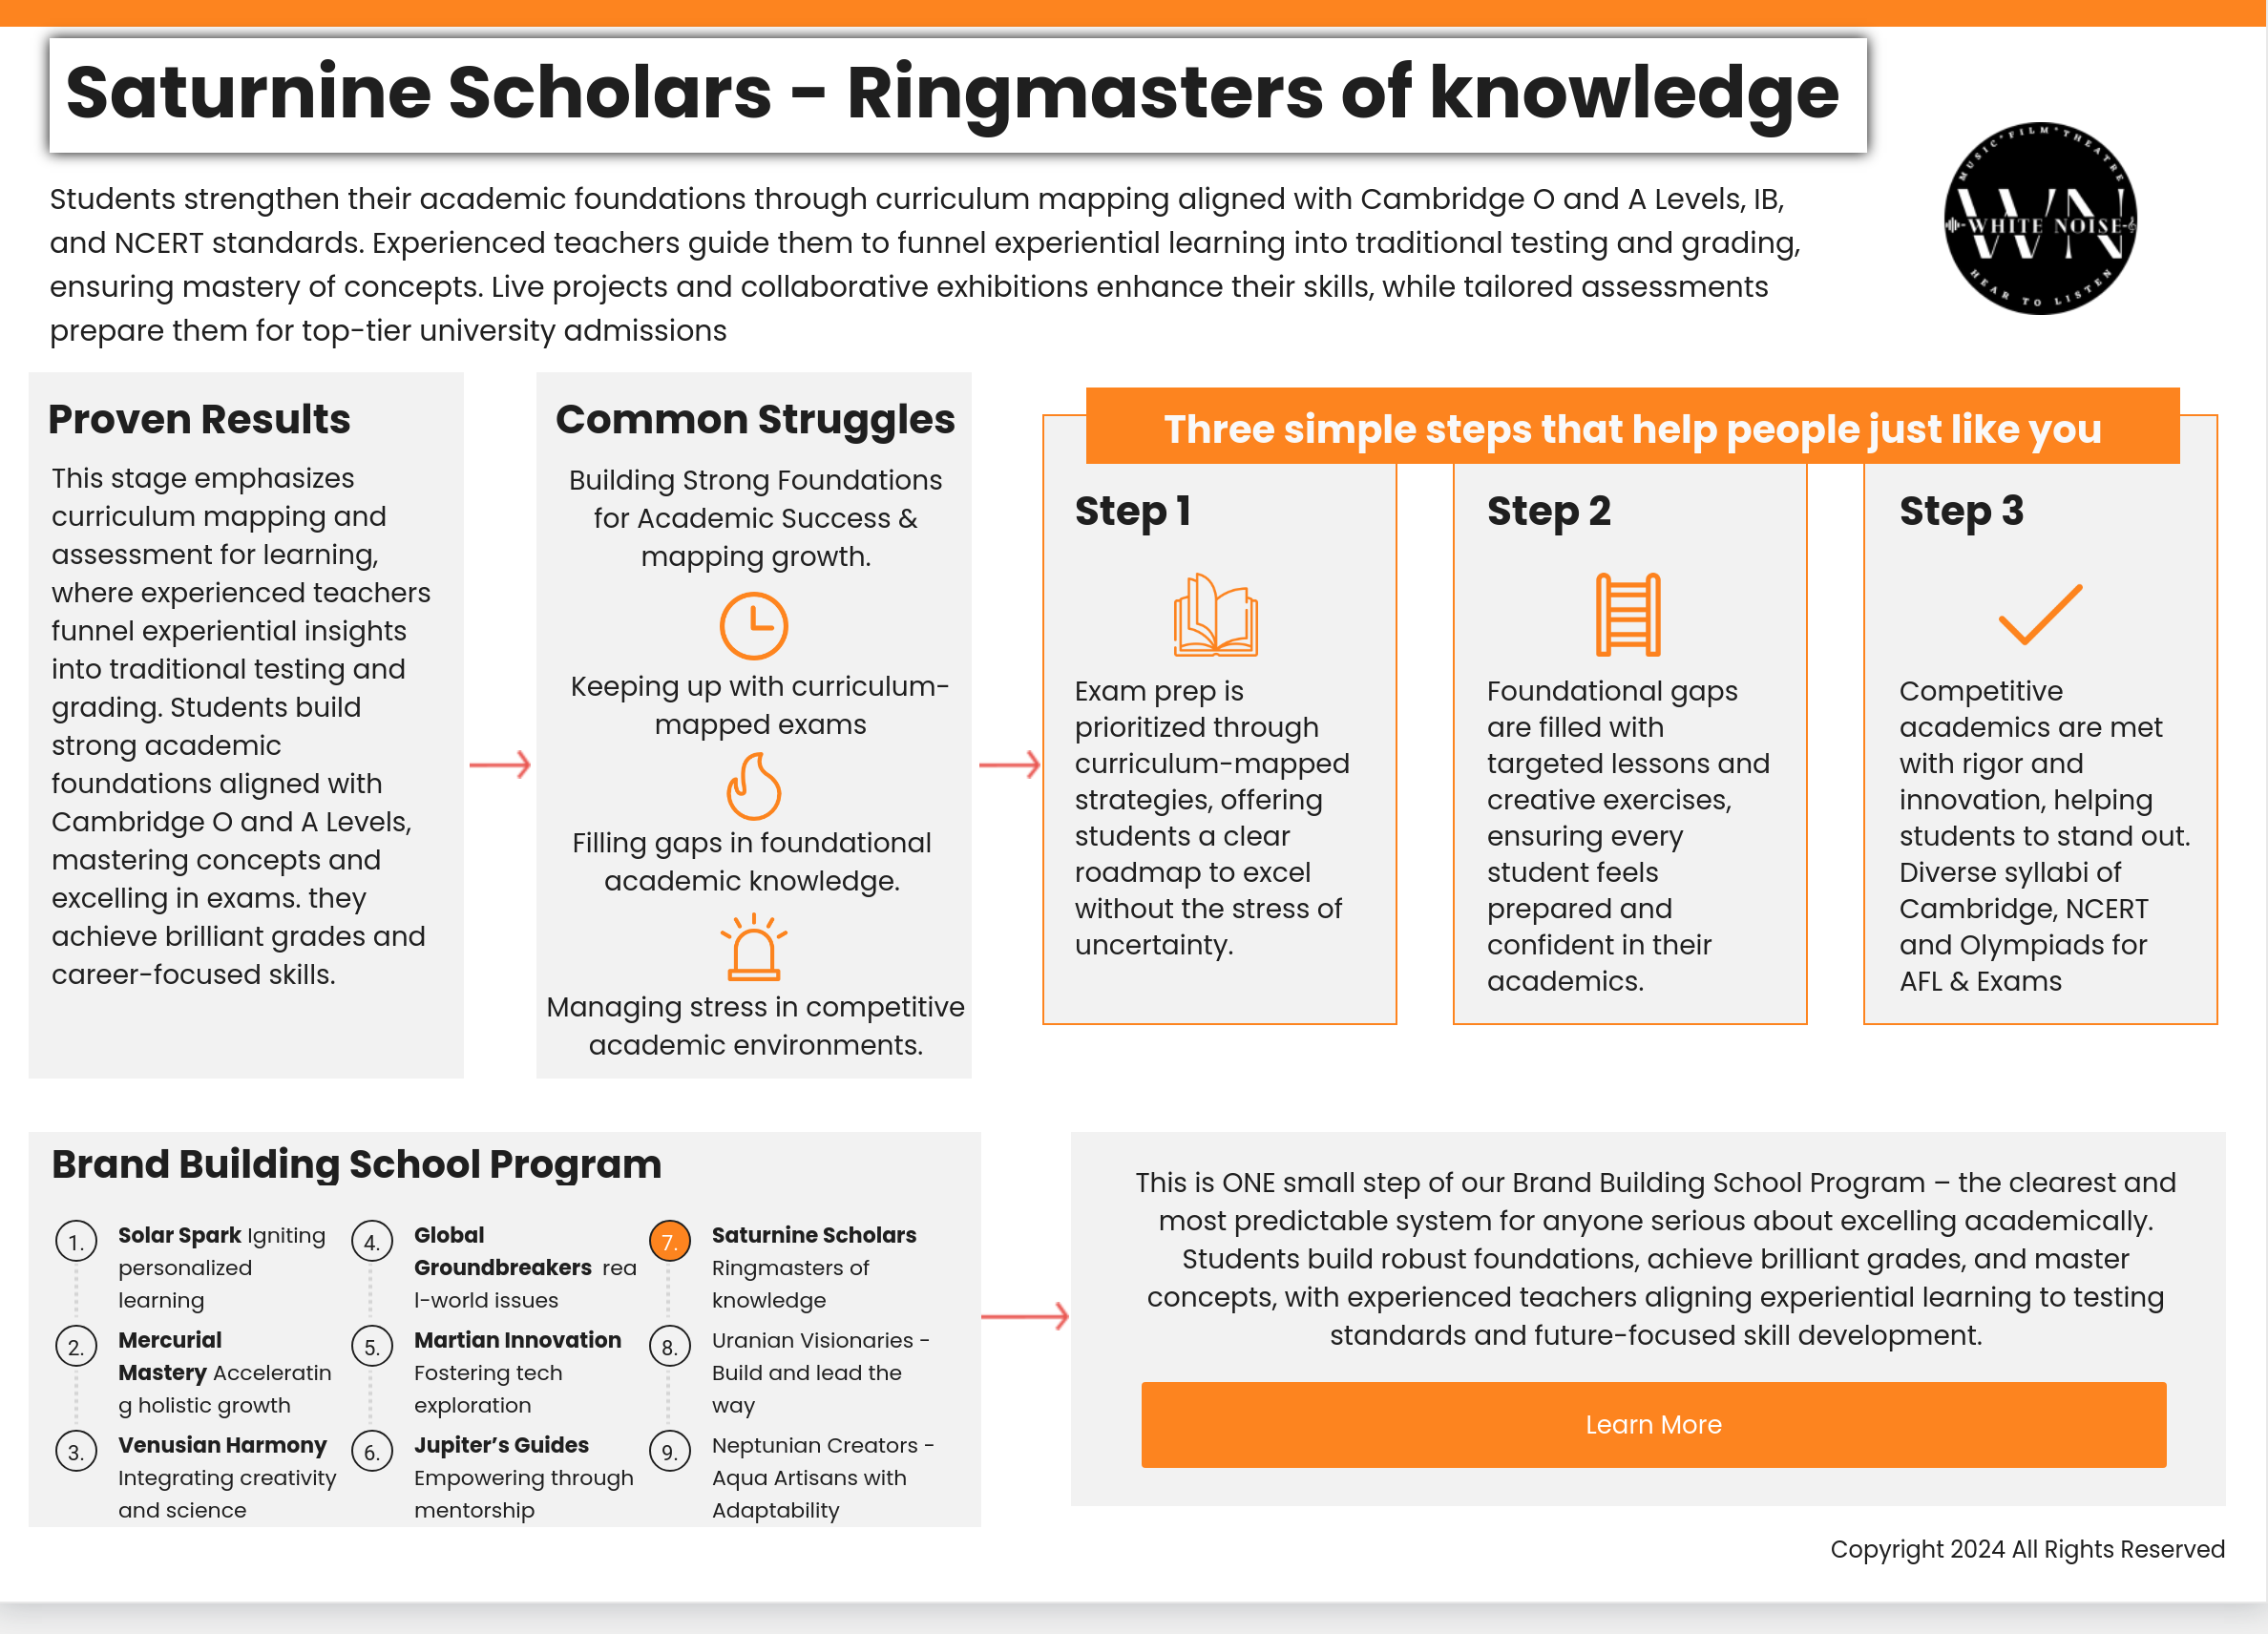 Saturnine Scholars - Ringmasters of knowledge
MUSIC*FILM*THEATRE
WN
WHITE NOISE
HEAR TO LISTEN
Students strengthen their academic foundations through curriculum mapping aligned with Cambridge O and A Levels, IB,
and NCERT standards. Experienced teachers guide them to funnel experiential learning into traditional testing and grading,
ensuring mastery of concepts. Live projects and collaborative exhibitions enhance their skills, while tailored assessments
prepare them for top-tier university admissions
Proven Results
This stage emphasizes
curriculum mapping and
assessment for learning,
where experienced teachers
funnel experiential insights
into traditional testing and
grading. Students build
strong academic
foundations aligned with
Cambridge O and A Levels,
mastering concepts and
excelling in exams. they
achieve brilliant grades and
career-focused skills.
Common Struggles
Building Strong Foundations
for Academic Success &
mapping growth.
Keeping up with curriculum-
mapped exams
Filling gaps in foundational
academic knowledge.
Managing stress in competitive
academic environments.
Three simple steps that help people just like you
Step 1
Exam prep is
prioritized through
curriculum-mapped
strategies, offering
students a clear
roadmap to excel
without the stress of
uncertainty.
Step 2
Foundational gaps
are filled with
targeted lessons and
creative exercises,
ensuring every
student feels
prepared and
confident in their
academics.
Step 3
Competitive
academics are met
with rigor and
innovation, helping
students to stand out.
Diverse syllabi of
Cambridge, NCERT
and Olympiads for
AFL & Exams
Brand Building School Program
1. Solar Spark Igniting
personalized
learning
2. Mercurial
Mastery Acceleratin
g holistic growth
3. Venusian Harmony
Integrating creativity
and science
4. Global
Groundbreakers rea
l-world issues
5. Martian Innovation
Fostering tech
exploration
6. Jupiter's Guides
Empowering through
mentorship
7. Saturnine Scholars
Ringmasters of
knowledge
8. Uranian Visionaries -
Build and lead the
way
9. Neptunian Creators -
Aqua Artisans with
Adaptability
This is ONE small step of our Brand Building School Program – the clearest and
most predictable system for anyone serious about excelling academically.
Students build robust foundations, achieve brilliant grades, and master
concepts, with experienced teachers aligning experiential learning to testing
standards and future-focused skill development.
Learn More
Copyright 2024 All Rights Reserved